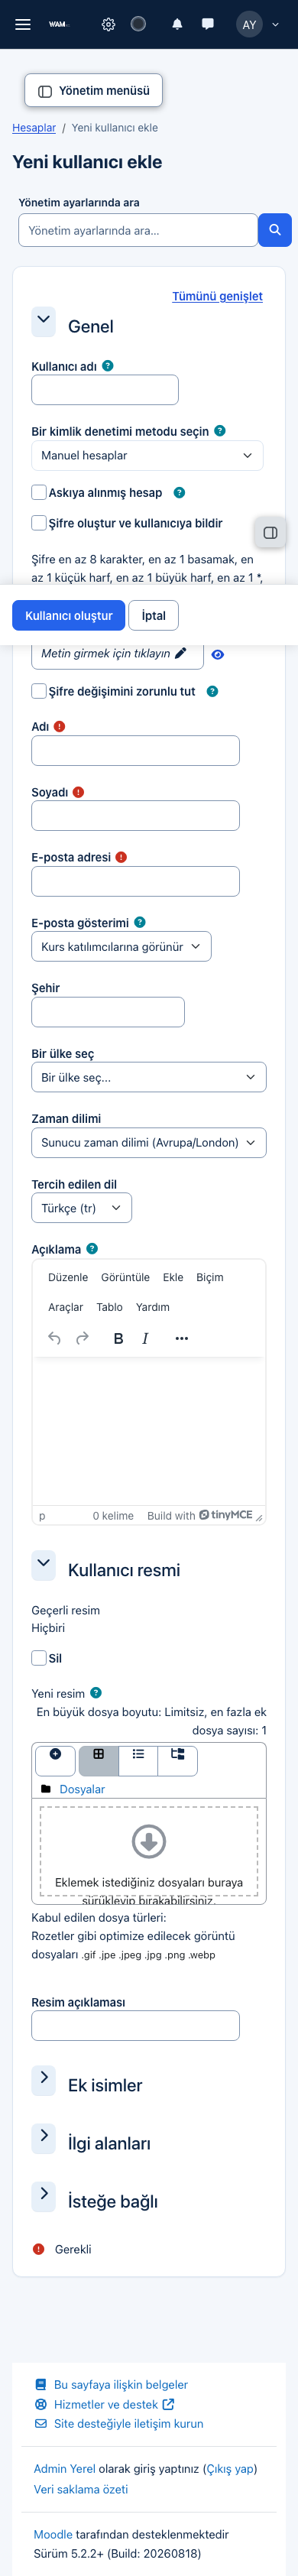 WAM
AY
Yönetim menüsü
Hesaplar / Yeni kullanıcı ekle
Yeni kullanıcı ekle
Yönetim ayarlarında ara
Yönetim ayarlarında ara...
Tümünü genişlet
Genel
Kullanıcı adı
Bir kimlik denetimi metodu seçin
Manuel hesaplar
Askıya alınmış hesap
Şifre oluştur ve kullanıcıya bildir
Şifre en az 8 karakter, en az 1 basamak, en
az 1 küçük harf, en az 1 büyük harf, en az 1 *,
Kullanıcı oluştur
İptal
Metin girmek için tıklayın
Şifre değişimini zorunlu tut
Adı
Soyadı
E-posta adresi
E-posta gösterimi
Kurs katılımcılarına görünür
Şehir
Bir ülke seç
Bir ülke seç...
Zaman dilimi
Sunucu zaman dilimi (Avrupa/London)
Tercih edilen dil
Türkçe (tr)
Açıklama
Düzenle Görüntüle Ekle Biçim
Araçlar Tablo Yardım
B I
p 0 kelime Build with tinyMCE
Kullanıcı resmi
Geçerli resim
Hiçbiri
Sil
Yeni resim
En büyük dosya boyutu: Limitsiz, en fazla ek
dosya sayısı: 1
Dosyalar
Eklemek istediğiniz dosyaları buraya
sürükleyip bırakabilirsiniz.
Kabul edilen dosya türleri:
Rozetler gibi optimize edilecek görüntü
dosyaları .gif .jpe .jpeg .jpg .png .webp
Resim açıklaması
Ek isimler
İlgi alanları
İsteğe bağlı
Gerekli
Bu sayfaya ilişkin belgeler
Hizmetler ve destek
Site desteğiyle iletişim kurun
Admin Yerel olarak giriş yaptınız (Çıkış yap)
Veri saklama özeti
Moodle tarafından desteklenmektedir
Sürüm 5.2.2+ (Build: 20260818)